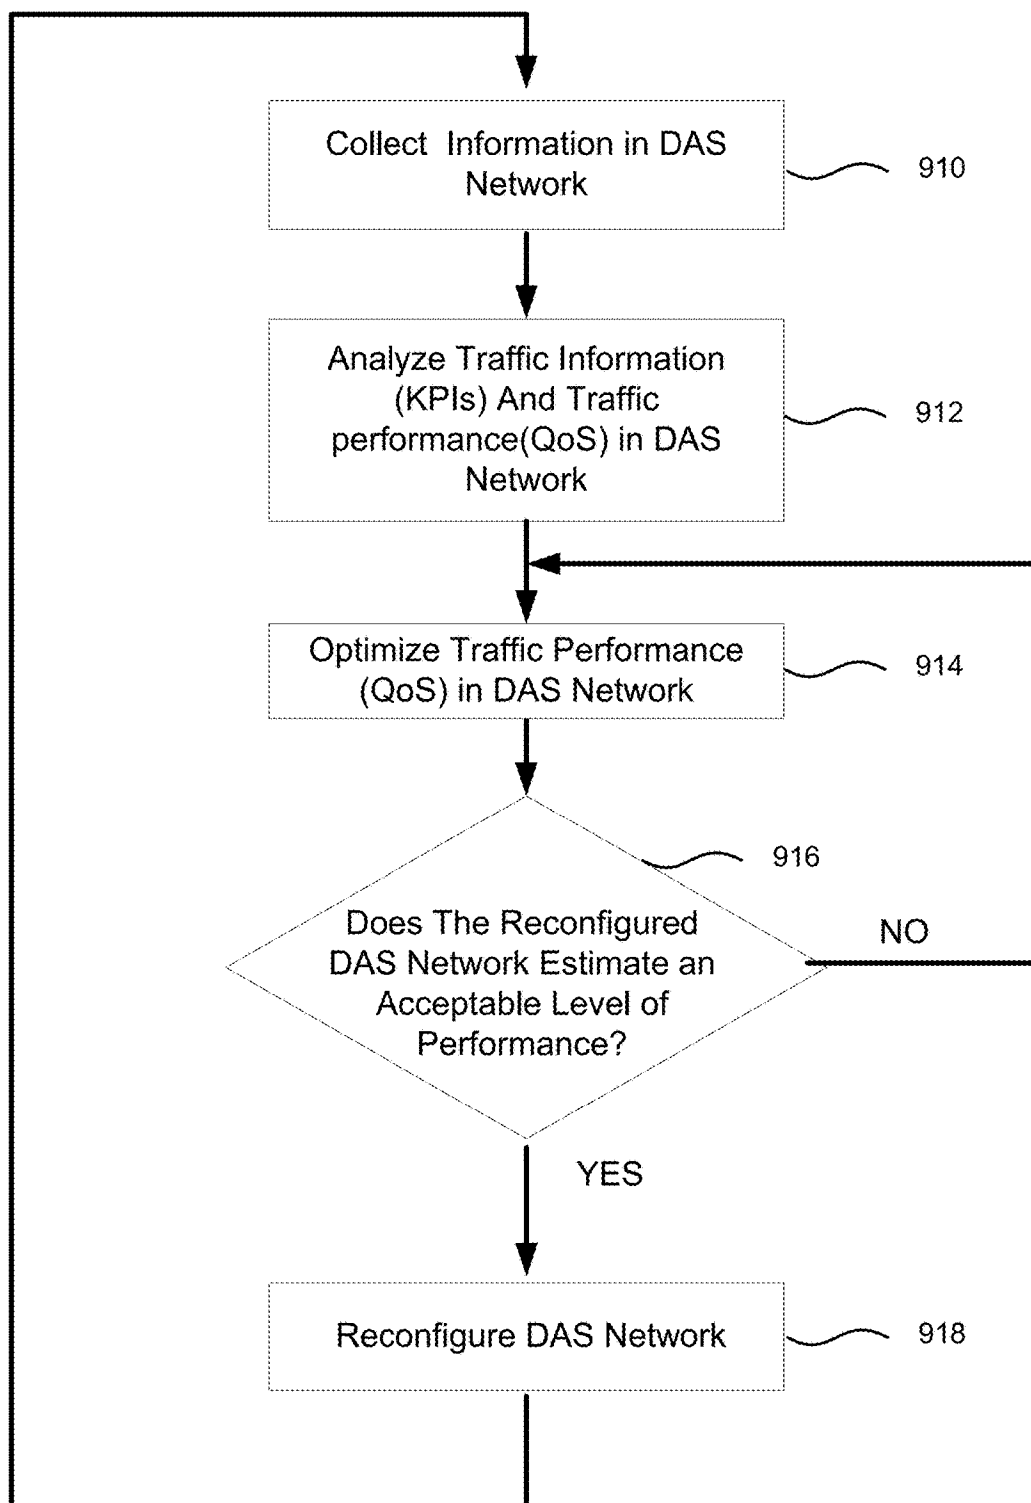 Collect Information in DAS
Network
910
Analyze Traffic Information
(KPIs) And Traffic
performance(QoS) in DAS
Network
912
Optimize Traffic Performance
(QoS) in DAS Network
914
916
Does The Reconfigured
DAS Network Estimate an
Acceptable Level of
Performance?
NO
YES
Reconfigure DAS Network
918